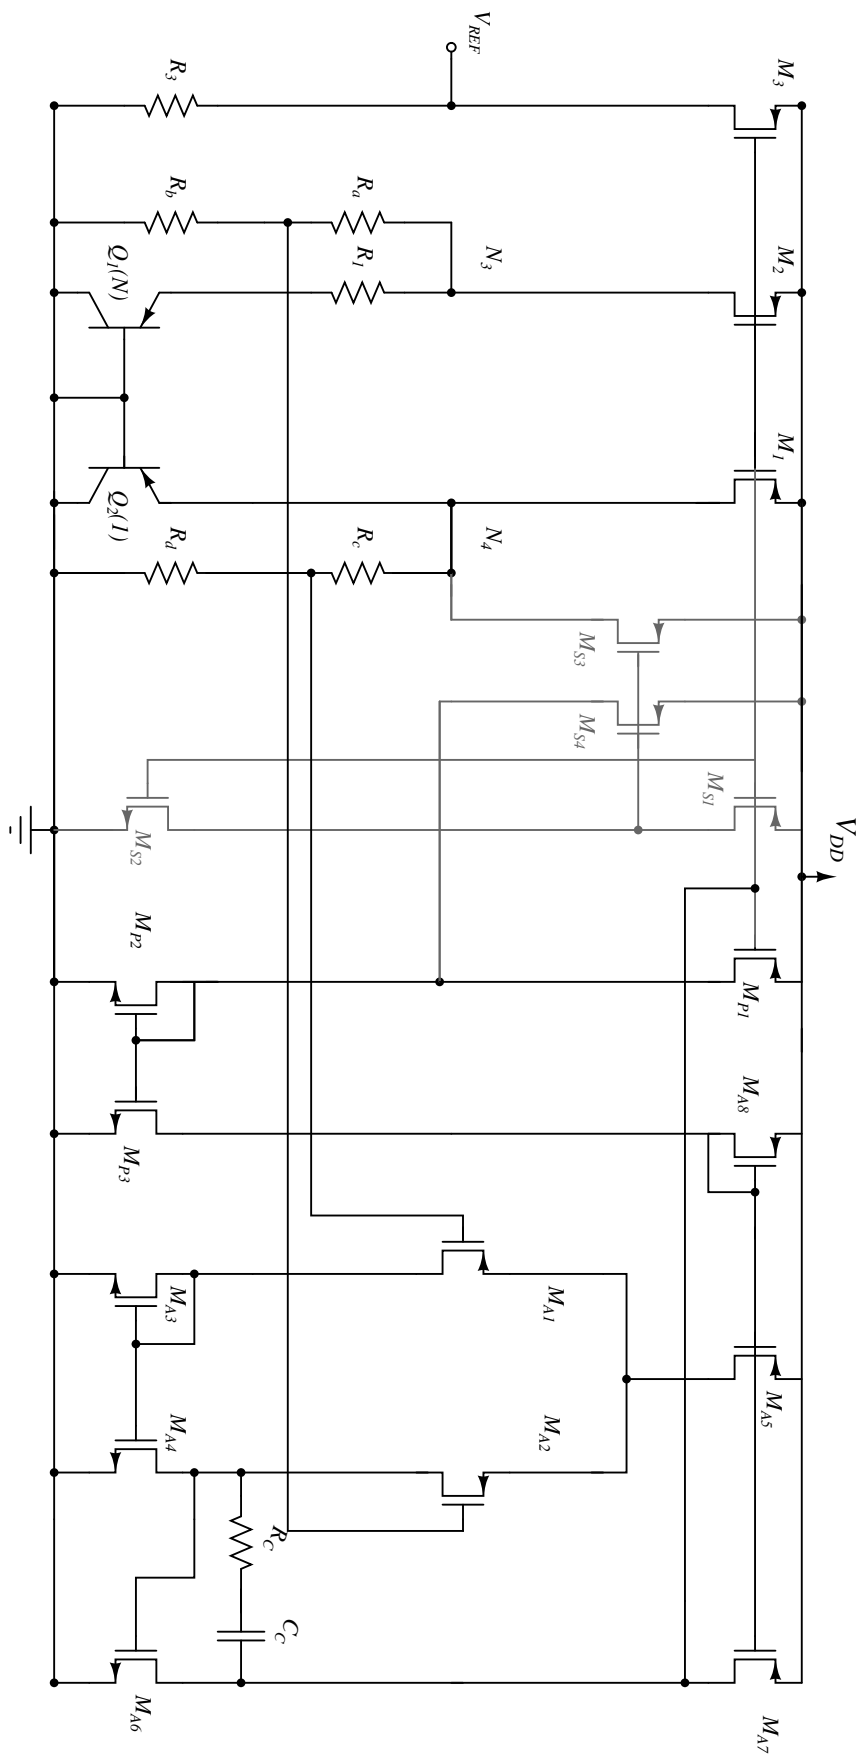 V_DD
M_3
M_2
M_1
M_S1
M_P1
M_A8
M_A5
M_A7
M_S3
M_S4
V_REF
N_3
N_4
M_A1
M_A2
R_a
R_1
R_c
R_3
R_b
R_d
Q_1(N)
Q_2(1)
M_S2
M_P2
M_P3
M_A3
M_A4
R_C
C_C
M_A6